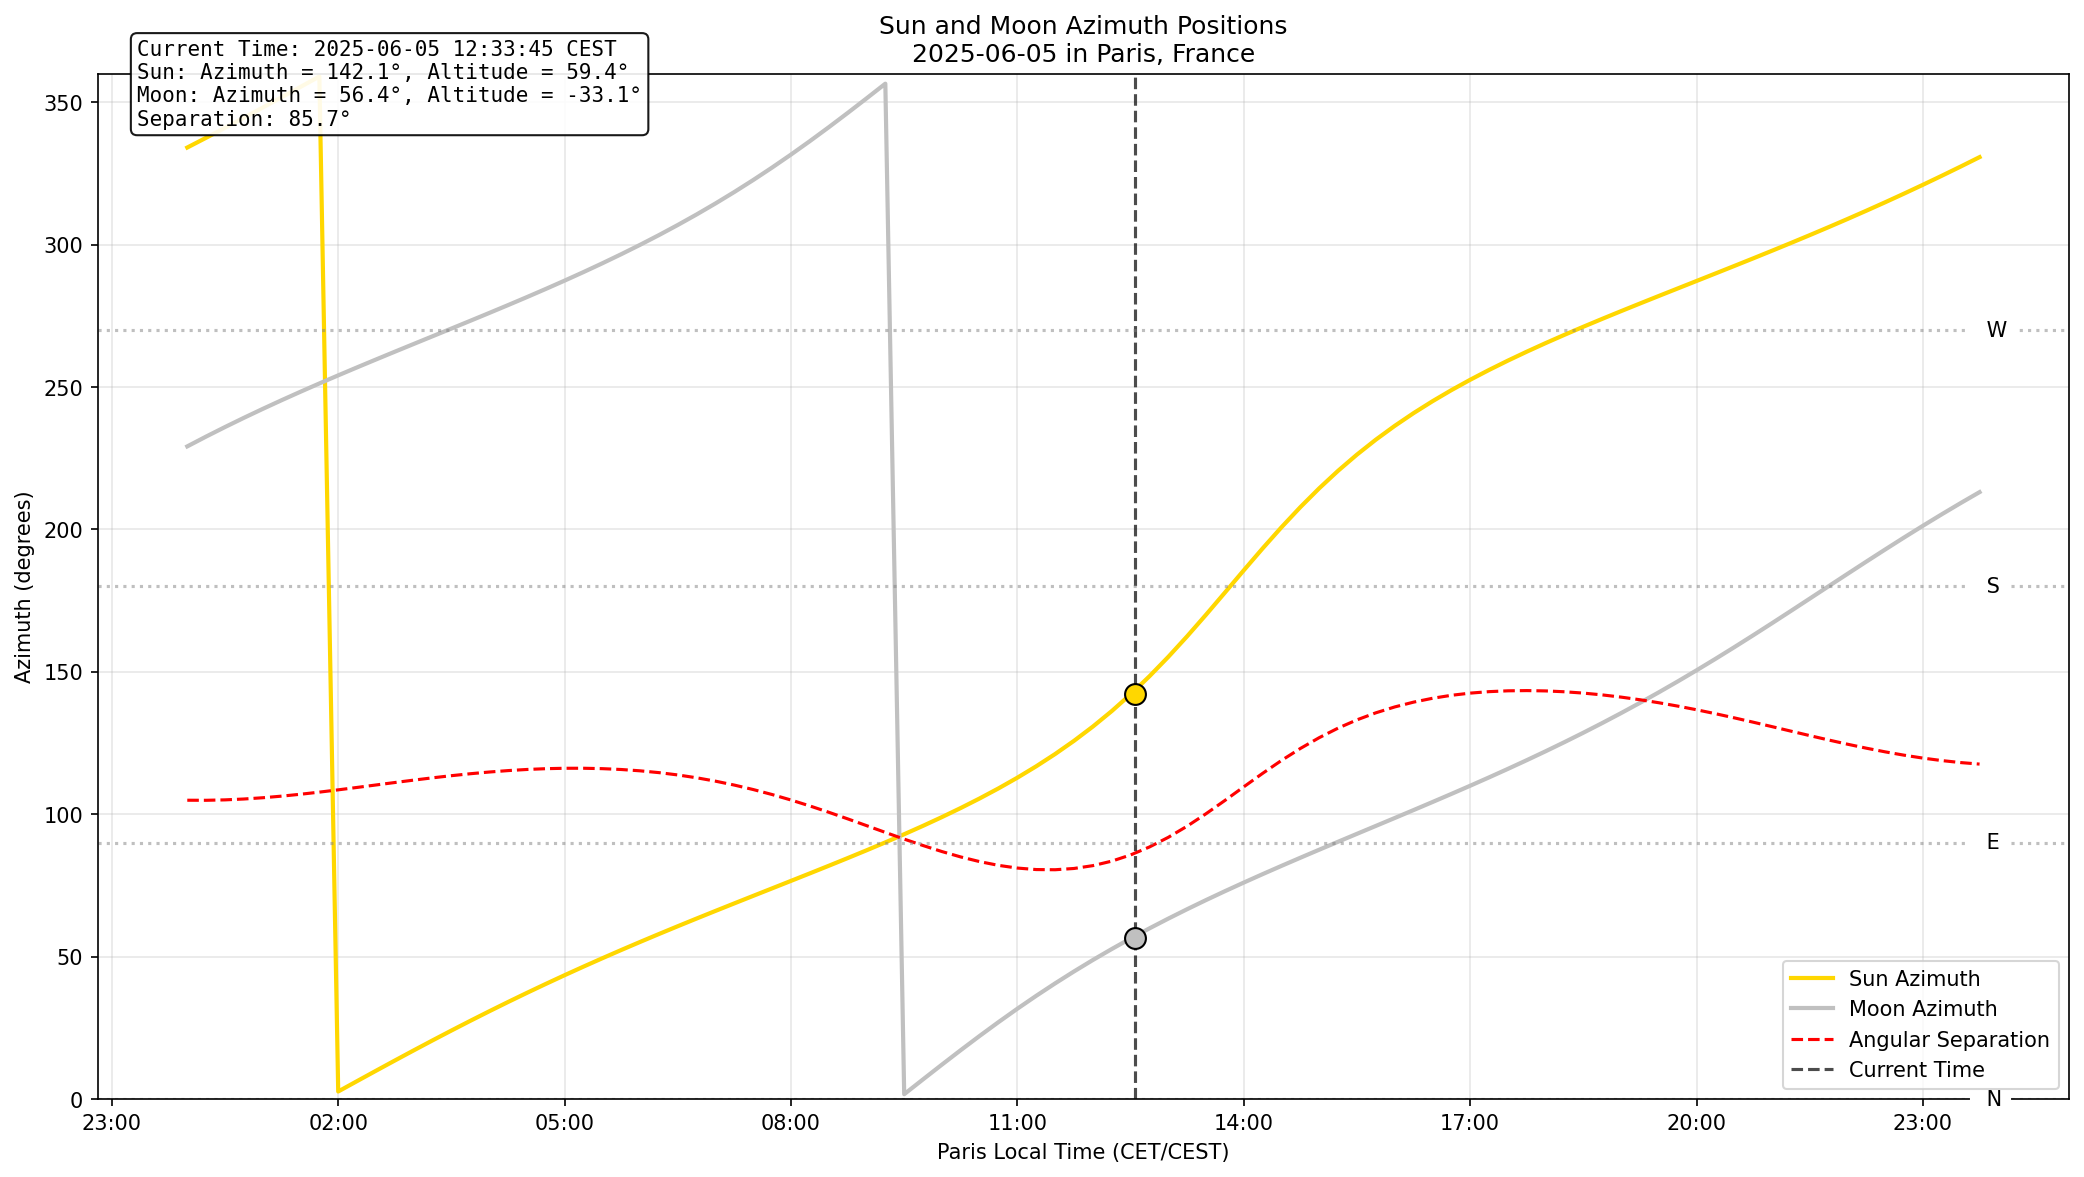 Sun and Moon Azimuth Positions
2025-06-05 in Paris, France
Current Time: 2025-06-05 12:33:45 CEST
Sun: Azimuth = 142.1°, Altitude = 59.4°
Moon: Azimuth = 56.4°, Altitude = -33.1°
Separation: 85.7°
Azimuth (degrees)
350
300
250
200
150
100
50
0
W
S
E
N
Sun Azimuth
Moon Azimuth
Angular Separation
Current Time
23:00 02:00 05:00 08:00 11:00 14:00 17:00 20:00 23:00
Paris Local Time (CET/CEST)